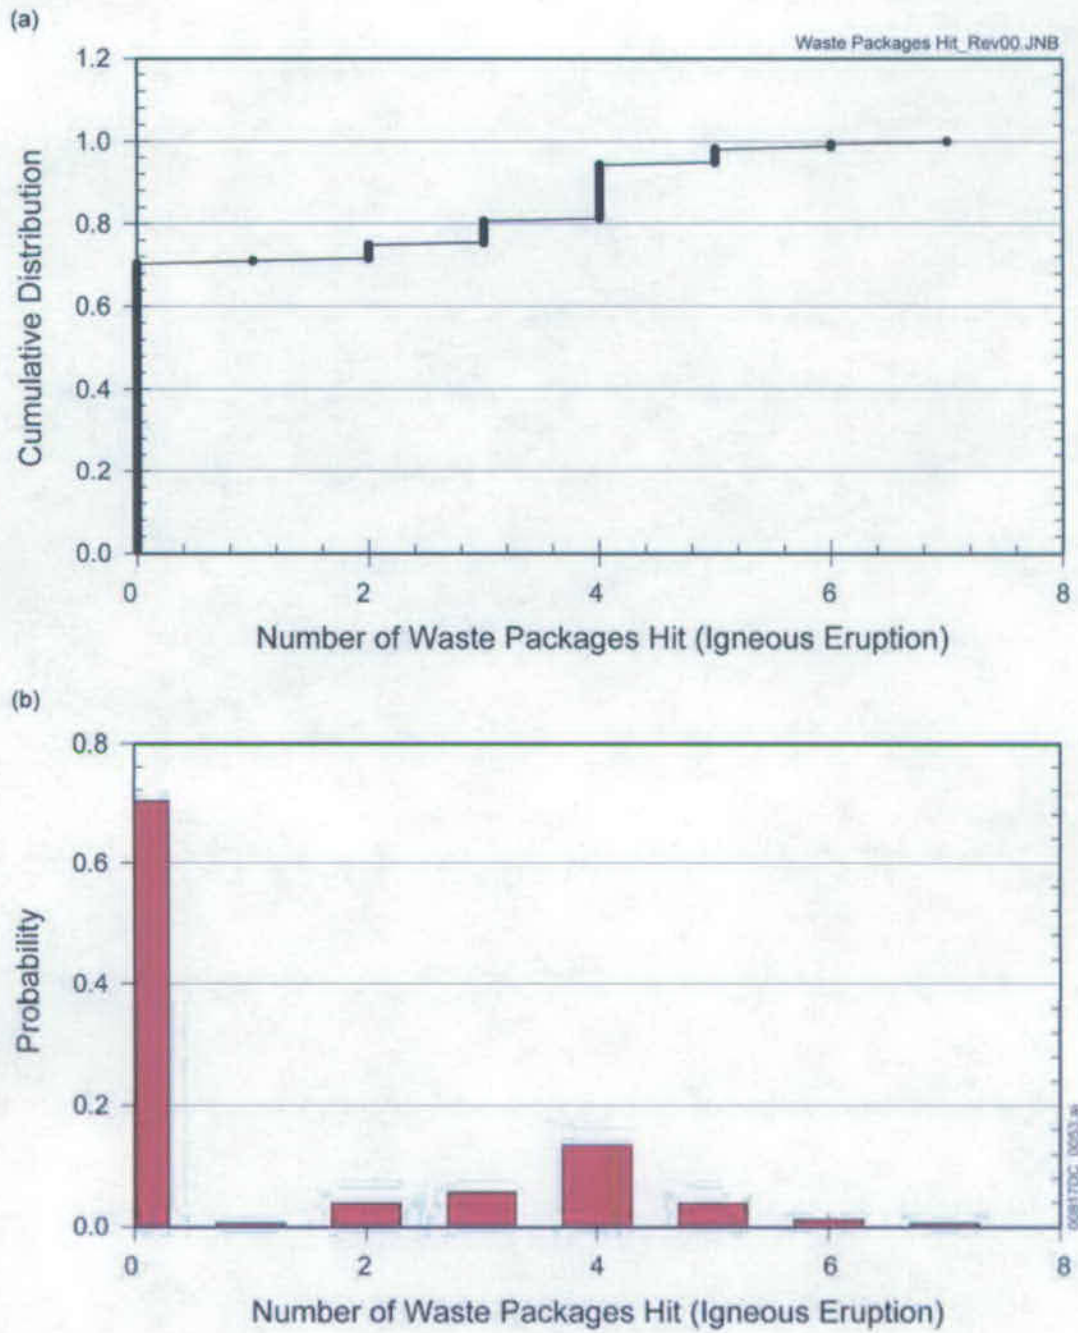 (a)
Waste Packages Hit_Rev00.JNB
1.2
1.0
0.8
0.6
0.4
0.2
0.0
Cumulative Distribution
0 2 4 6 8
Number of Waste Packages Hit (Igneous Eruption)
(b)
0.8
0.6
0.4
0.2
0.0
Probability
0 2 4 6 8
Number of Waste Packages Hit (Igneous Eruption)